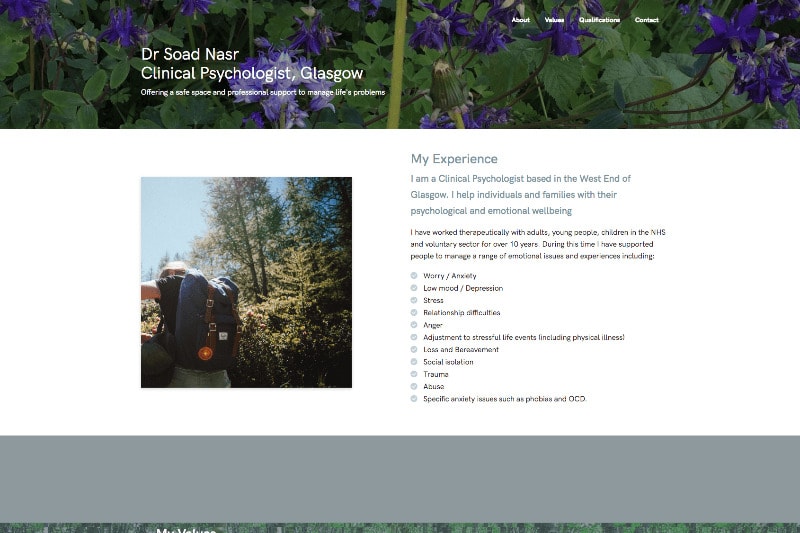 About Values Qualifications Contact
Dr Soad Nasr
Clinical Psychologist, Glasgow
Offering a safe space and professional support to manage life's problems
My Experience
I am a Clinical Psychologist based in the West End of
Glasgow. I help individuals and families with their
psychological and emotional wellbeing
I have worked therapeutically with adults, young people, children in the NHS
and voluntary sector for over 10 years. During this time I have supported
people to manage a range of emotional issues and experiences including:
Worry / Anxiety
Low mood / Depression
Stress
Relationship difficulties
Anger
Adjustment to stressful life events (including physical illness)
Loss and Bereavement
Social isolation
Trauma
Abuse
Specific anxiety issues such as phobias and OCD.
My Values